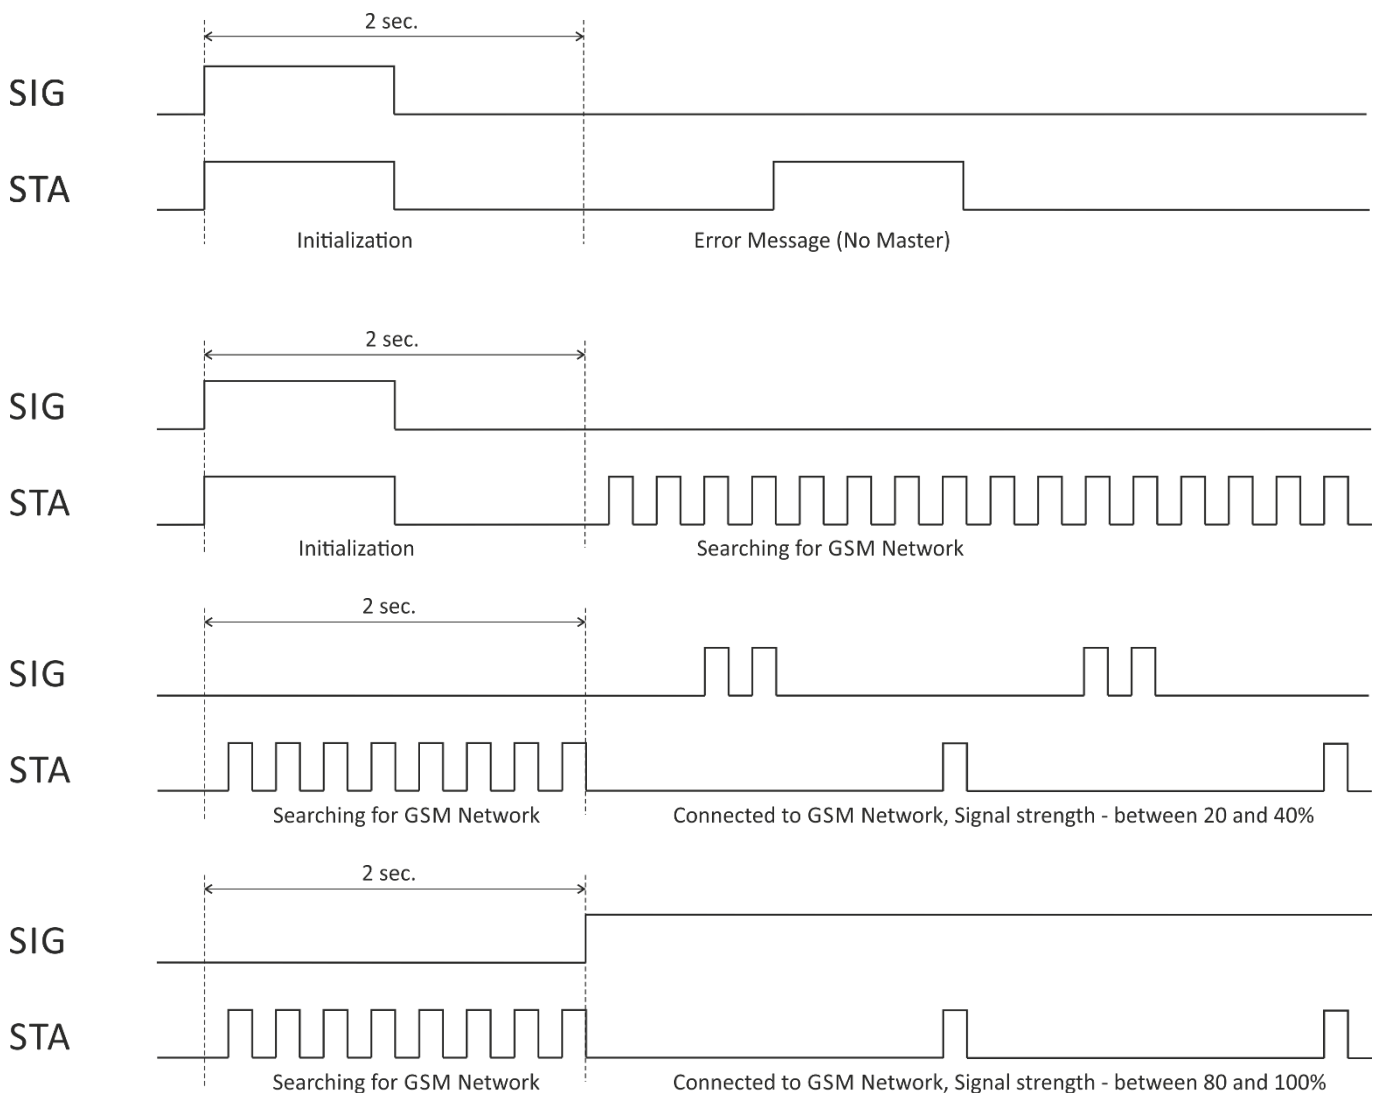 2 sec.
SIG
STA
Initialization Error Message (No Master)
2 sec.
SIG
STA
Initialization Searching for GSM Network
2 sec.
SIG
STA
Searching for GSM Network Connected to GSM Network, Signal strength - between 20 and 40%
2 sec.
SIG
STA
Searching for GSM Network Connected to GSM Network, Signal strength - between 80 and 100%